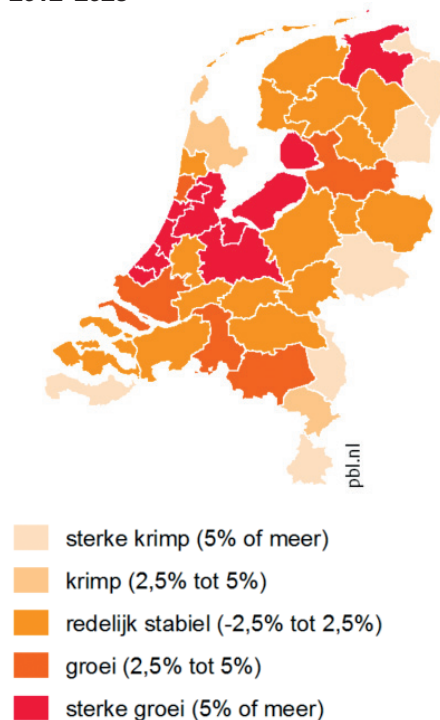 pbl.nl
sterke krimp (5% of meer)
krimp (2,5% tot 5%)
redelijk stabiel (-2,5% tot 2,5%)
groei (2,5% tot 5%)
sterke groei (5% of meer)